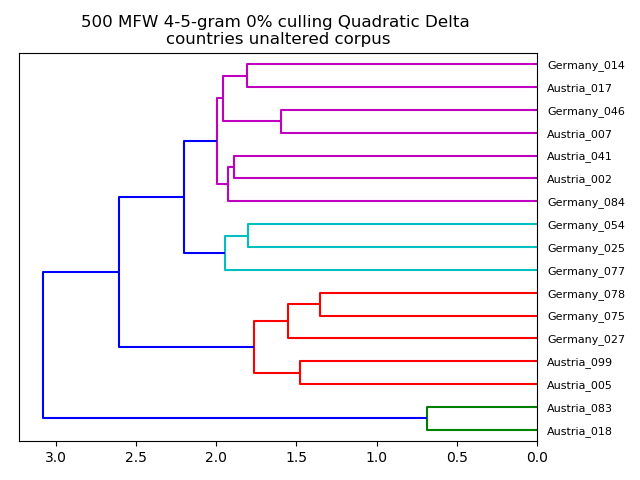 500 MFW 4-5-gram 0% culling Quadratic Delta
countries unaltered corpus
Germany_014
Austria_017
Germany_046
Austria_007
Austria_041
Austria_002
Germany_084
Germany_054
Germany_025
Germany_077
Germany_078
Germany_075
Germany_027
Austria_099
Austria_005
Austria_083
Austria_018
3.0 2.5 2.0 1.5 1.0 0.5 0.0